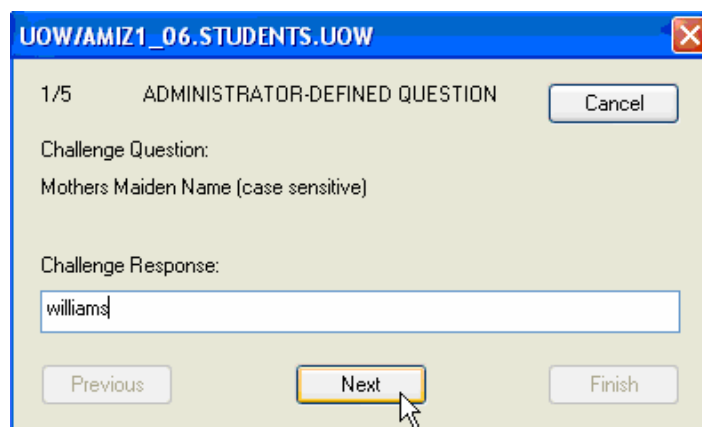 UOW/AMIZ1_06.STUDENTS.UOW
1/5 ADMINISTRATOR-DEFINED QUESTION
Cancel
Challenge Question:
Mothers Maiden Name (case sensitive)
Challenge Response:
williams
Previous Next Finish